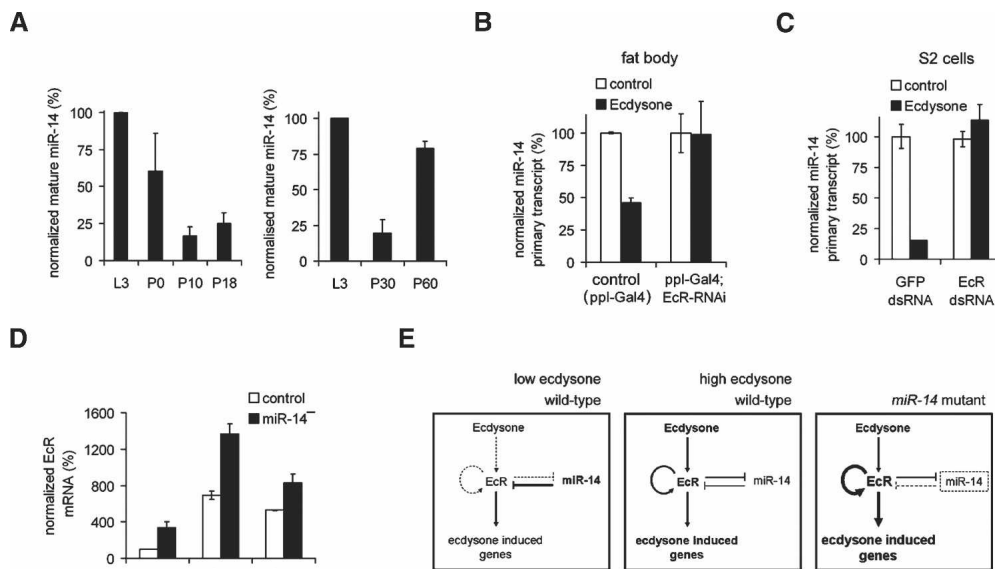 A
normalized mature miR-14 (%)
100
75
50
25
0
L3 P0 P10 P18
normalised mature miR-14 (%)
100
75
50
25
0
L3 P30 P60
B
fat body
control
Ecdysone
normalized miR-14
primary transcript (%)
125
100
75
50
25
0
control
(ppl-Gal4)
ppl-Gal4;
EcR-RNAi
C
S2 cells
control
Ecdysone
normalized miR-14
primary transcript (%)
125
100
75
50
25
0
GFP
dsRNA
EcR
dsRNA
D
control
miR-14⁻
normalized EcR
mRNA (%)
1600
1200
800
400
0
E
low ecdysone
wild-type
Ecdysone
EcR miR-14
ecdysone induced
genes
high ecdysone
wild-type
Ecdysone
EcR miR-14
ecdysone Induced
genes
miR-14 mutant
Ecdysone
EcR miR-14
ecdysone induced
genes